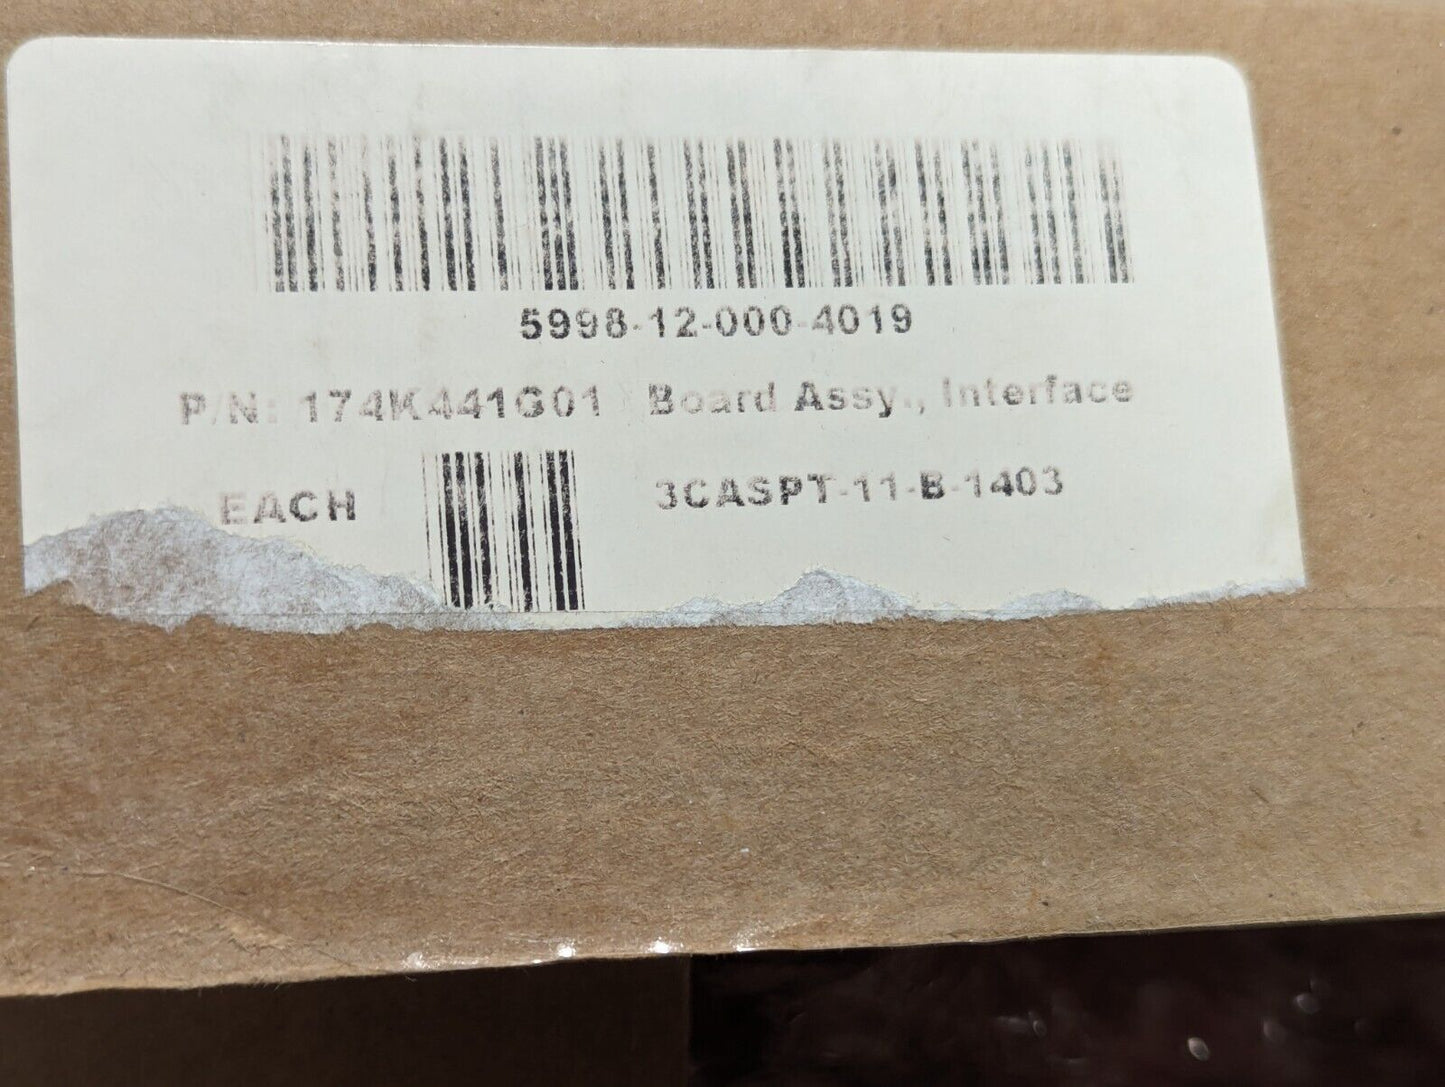 5998-12-000-4019
P/N: 174K441G01 Board Assy., Interface
EACH 3CASPT-11-B-1403